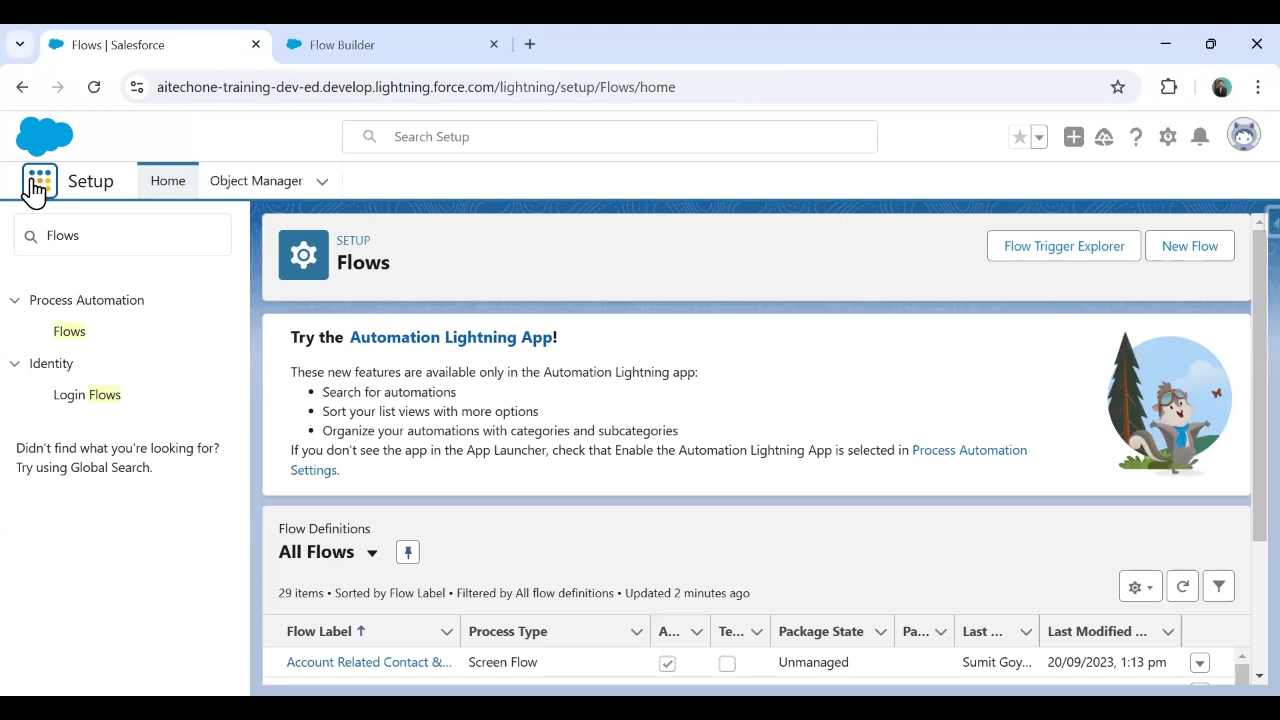 Flows | Salesforce
Flow Builder
aitechone-training-dev-ed.develop.lightning.force.com/lightning/setup/Flows/home
Search Setup
Setup
Home
Object Manager
Flows
Process Automation
Flows
Identity
Login Flows
Didn't find what you're looking for?
Try using Global Search.
SETUP
Flows
Flow Trigger Explorer
New Flow
Try the Automation Lightning App!
These new features are available only in the Automation Lightning app:
• Search for automations
• Sort your list views with more options
• Organize your automations with categories and subcategories
If you don't see the app in the App Launcher, check that Enable the Automation Lightning App is selected in Process Automation
Settings.
Flow Definitions
All Flows
29 items • Sorted by Flow Label • Filtered by All flow definitions • Updated 2 minutes ago
Flow Label ↑ Process Type A... Te... Package State Pa... Last ... Last Modified ...
Account Related Contact &... Screen Flow Unmanaged Sumit Goy... 20/09/2023, 1:13 pm